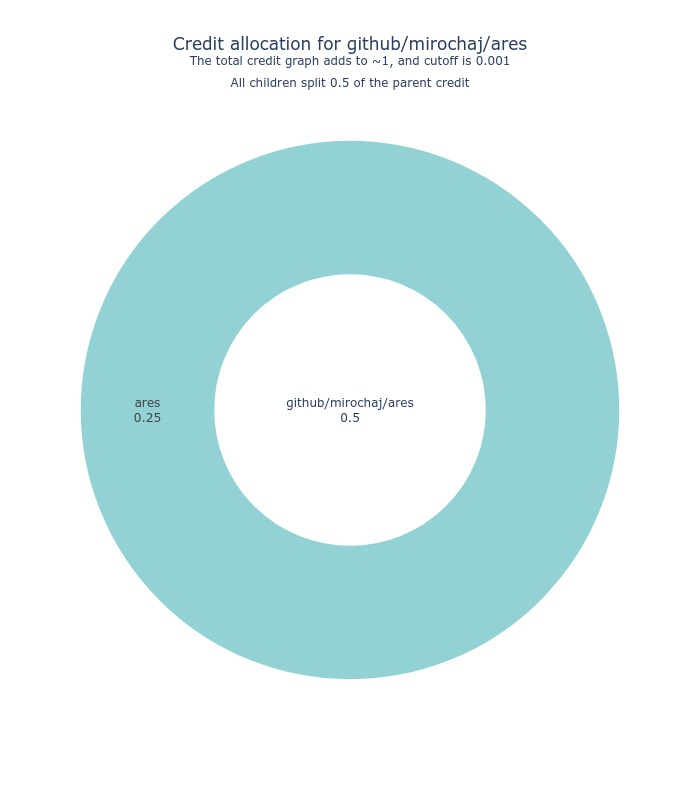 Credit allocation for github/mirochaj/ares
The total credit graph adds to ~1, and cutoff is 0.001
All children split 0.5 of the parent credit
ares
0.25
github/mirochaj/ares
0.5